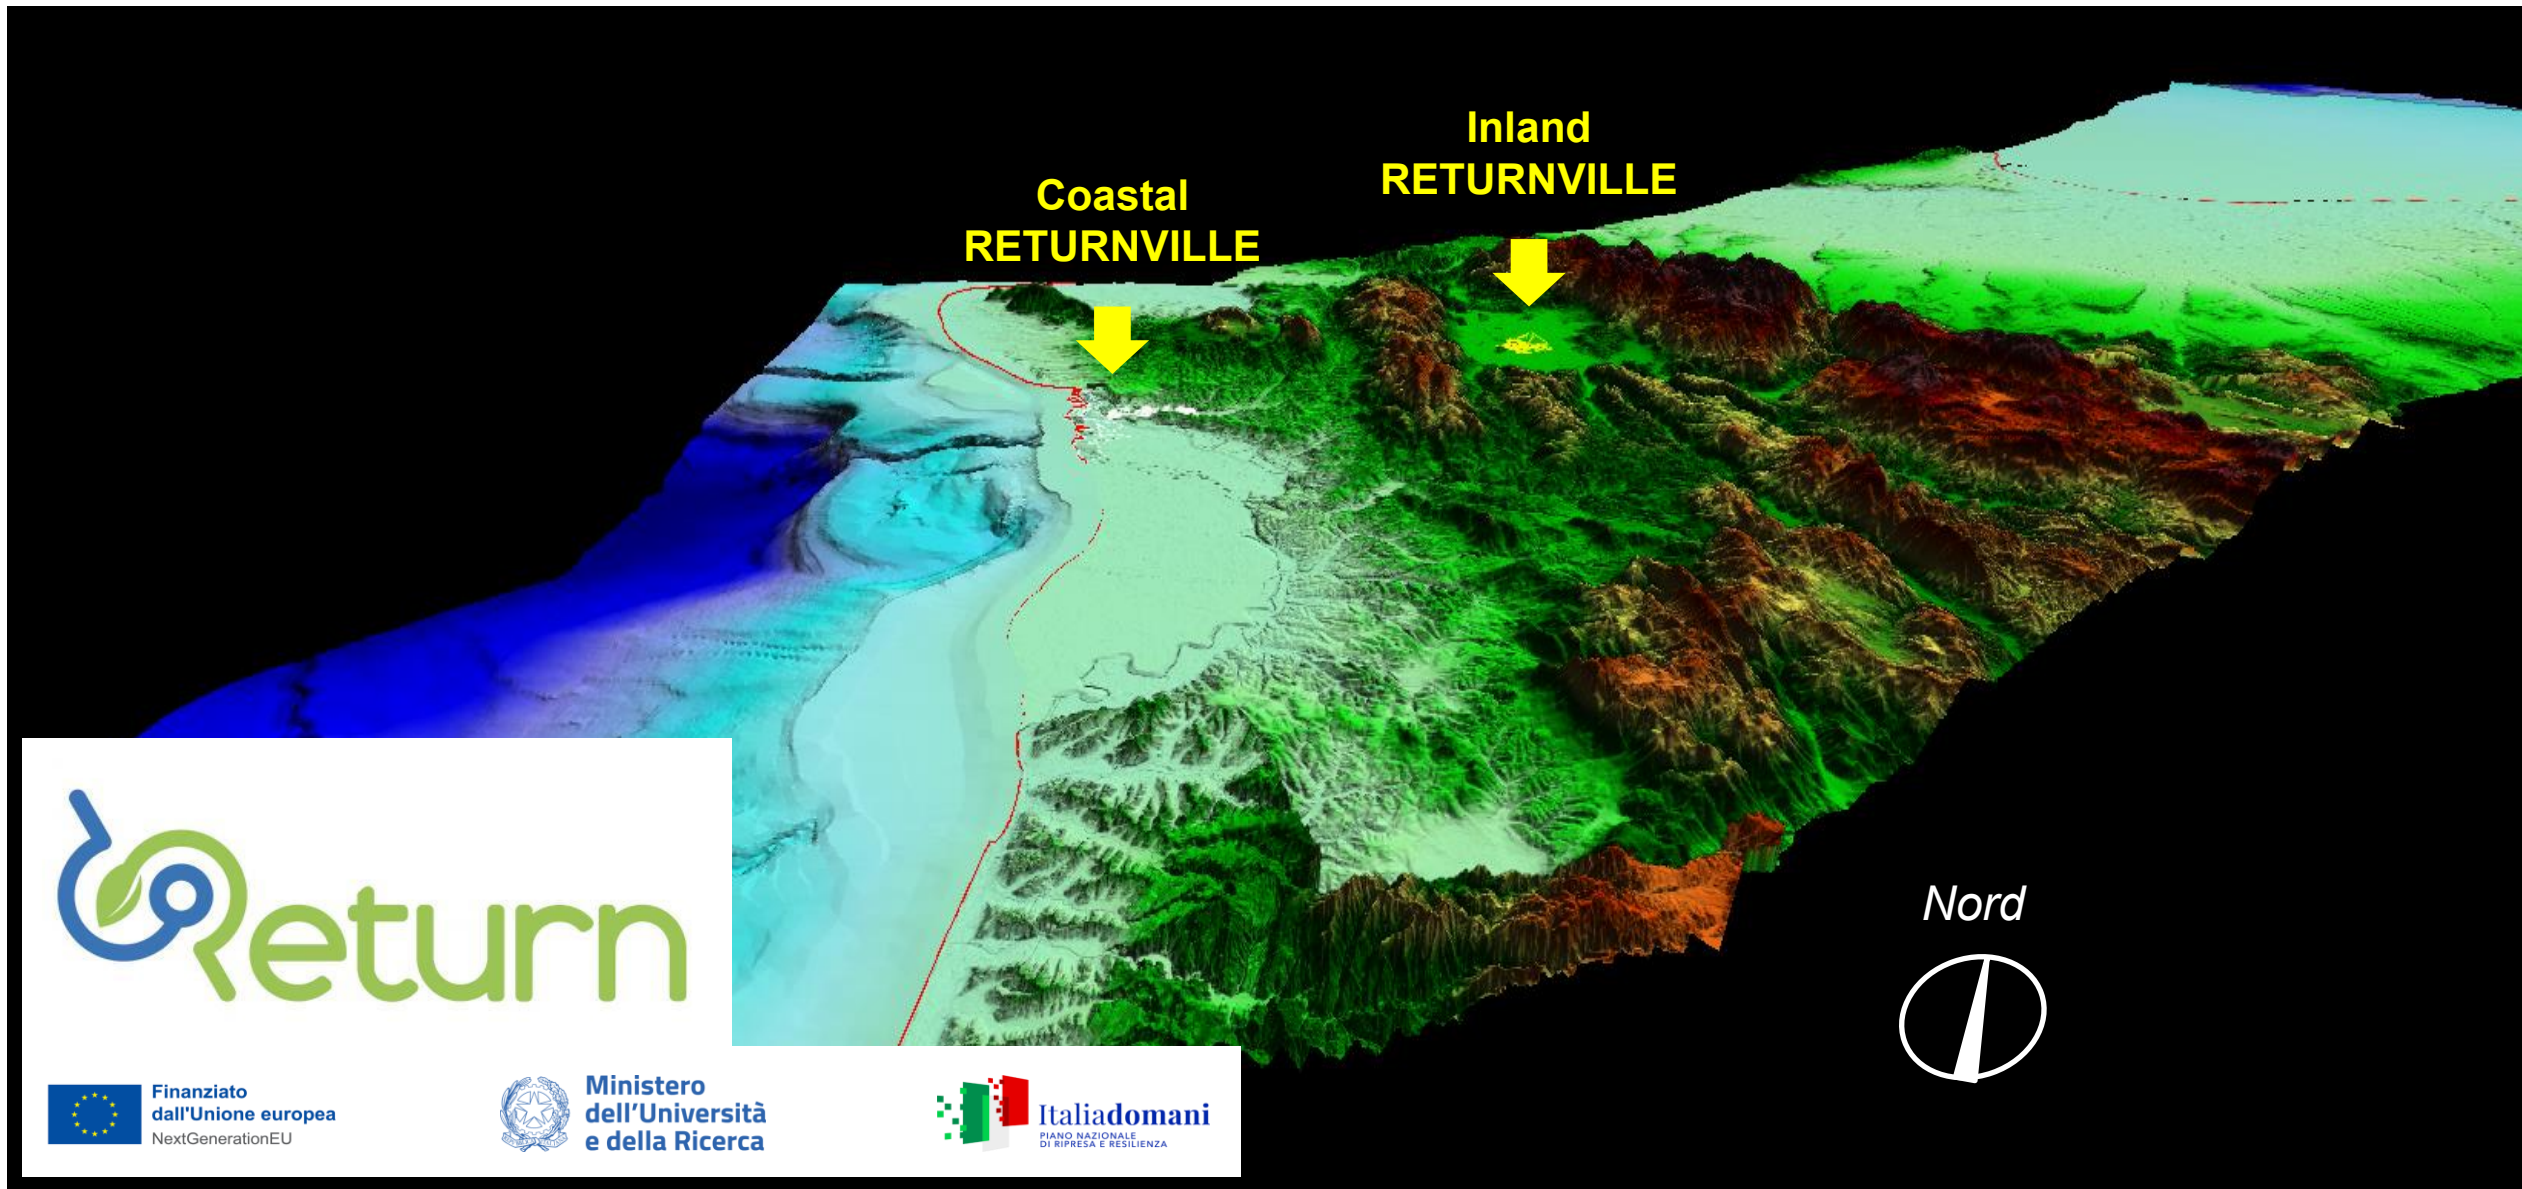 Inland
RETURNVILLE
Coastal
RETURNVILLE
Nord
Return
Finanziato
dall'Unione europea
NextGenerationEU
Ministero
dell'Università
e della Ricerca
Italiadomani
PIANO NAZIONALE
DI RIPRESA E RESILIENZA